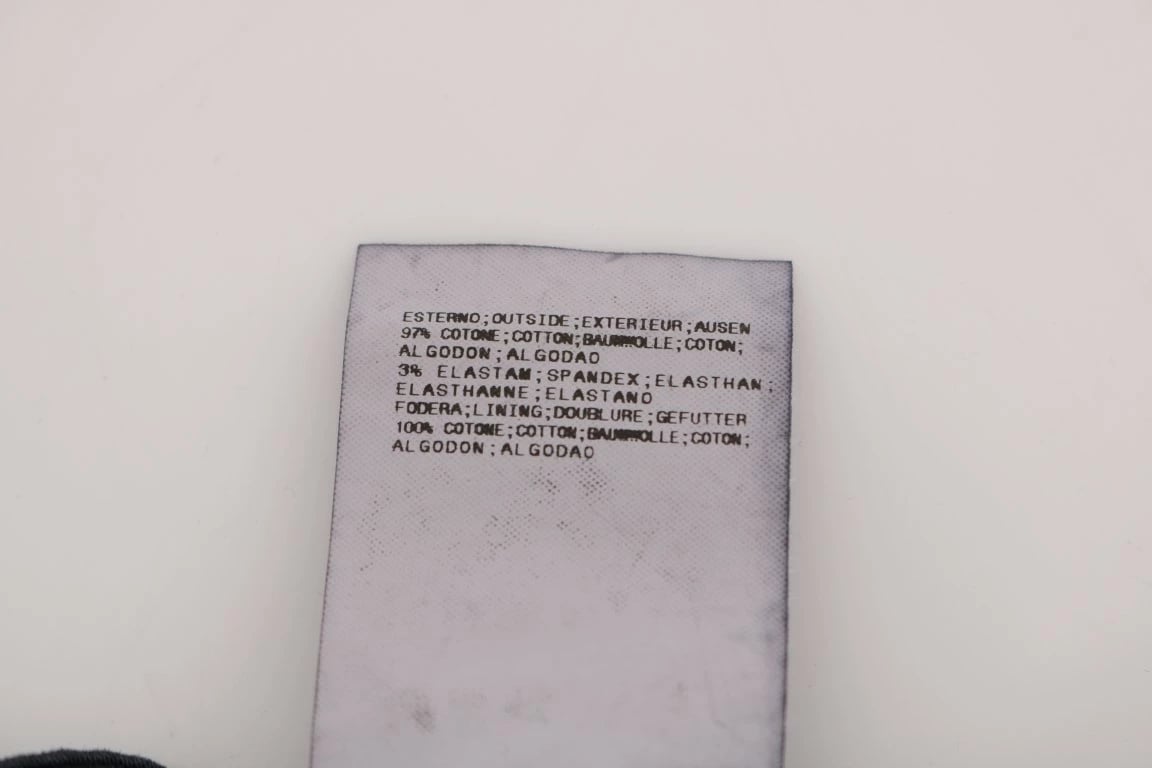 ESTERNO;OUTSIDE;EXTERIEUR;AUSEN
97% COTONE;COTTON;BAUMWOLLE;COTON;
ALGODON;ALGODAO
3% ELASTAM;SPANDEX;ELASTHAN;
ELASTHANNE;ELASTANO
FODERA;LINING;DOUBLURE;GEFUTTER
100% COTONE;COTTON;BAUMWOLLE;COTON;
ALGODON;ALGODAO